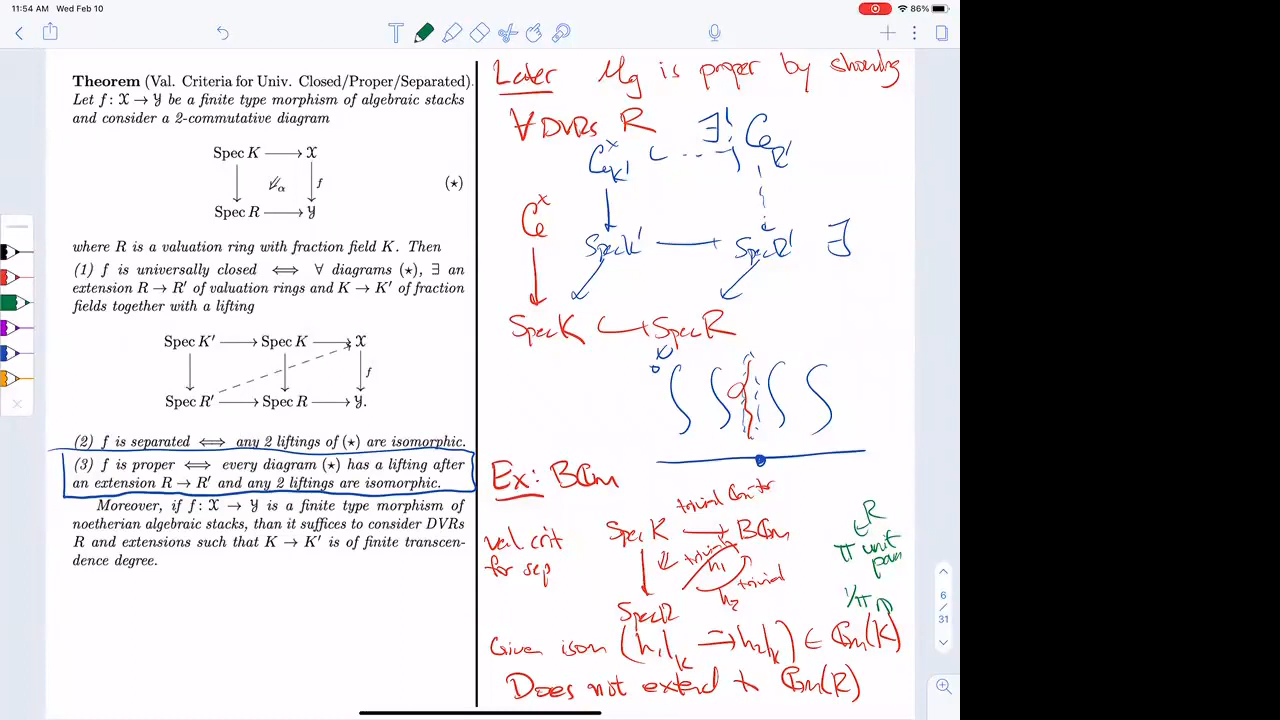 11:54 AM Wed Feb 10
86%
Theorem (Val. Criteria for Univ. Closed/Proper/Separated).
Let f: 𝒳 → 𝒴 be a finite type morphism of algebraic stacks
and consider a 2-commutative diagram
Spec K → 𝒳
⇙α f (⋆)
Spec R → 𝒴
where R is a valuation ring with fraction field K. Then
(1) f is universally closed ⟺ ∀ diagrams (⋆), ∃ an
extension R → R′ of valuation rings and K → K′ of fraction
fields together with a lifting
Spec K′ → Spec K → 𝒳
f
Spec R′ → Spec R → 𝒴.
(2) f is separated ⟺ any 2 liftings of (⋆) are isomorphic.
(3) f is proper ⟺ every diagram (⋆) has a lifting after
an extension R → R′ and any 2 liftings are isomorphic.
Moreover, if f: 𝒳 → 𝒴 is a finite type morphism of
noetherian algebraic stacks, than it suffices to consider DVRs
R and extensions such that K → K′ is of finite transcen-
dence degree.
Later Mg is proper by showing
∀ DVRs R ∃!
Spec K′ → Spec R′ ∃
Spec K ↪ Spec R
Ex: BGm
trivial Gm-tor
val crit
for sep
Spec K → BGm
trivial
h1
h2 trivial
Spec R
R
π unit
1/π
Given isom (h1|K → h2|K) ∈ Gm(K)
Does not extend to Gm(R)
6
/
31